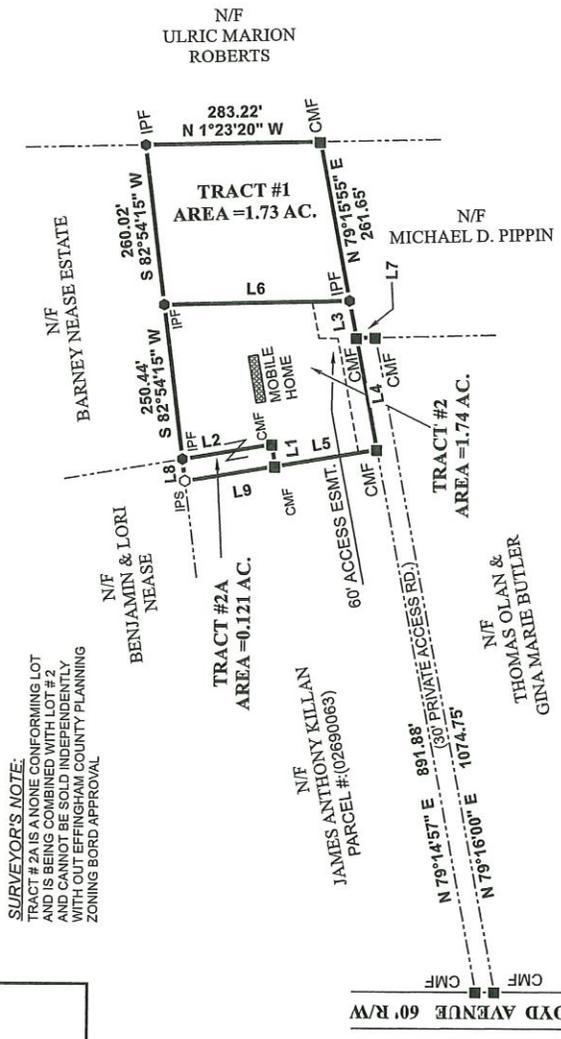 N/F
ULRIC MARION
ROBERTS
283.22'
N 1°23'20" W
IPF
CMF
TRACT #1
AREA =1.73 AC.
260.02'
S 82°54'15" W
N 79°15'55" E
261.65'
N/F
BARNEY NEASE ESTATE
N/F
MICHAEL D. PIPPIN
L7
L6
IPF
IPF
L3
250.44'
S 82°54'15" W
MOBILE
HOME
CMF
CMF
L4
IPF
L2
CMF
L8
IPS
L1
L5
L9
CMF
CMF
60' ACCESS ESMT.
TRACT #2
AREA =1.74 AC.
N/F
BENJAMIN & LORI
NEASE
TRACT #2A
AREA =0.121 AC.
N/F
THOMAS OLAN &
GINA MARIE BUTLER
N/F
JAMES ANTHONY KILLAN
PARCEL #:(02690063)
SURVEYOR'S NOTE:
TRACT # 2A IS A NONE CONFORMING LOT
AND IS BEING COMBINED WITH LOT # 2
AND CANNOT BE SOLD INDEPENDENTLY
WITH OUT EFFINGHAM COUNTY PLANNING
ZONING BORD APPROVAL
N 79°14'57" E 891.88'
(30' PRIVATE ACCESS RD.)
N 79°16'00" E 1074.75'
CMF
CMF
OYD AVENUE 60' R/W